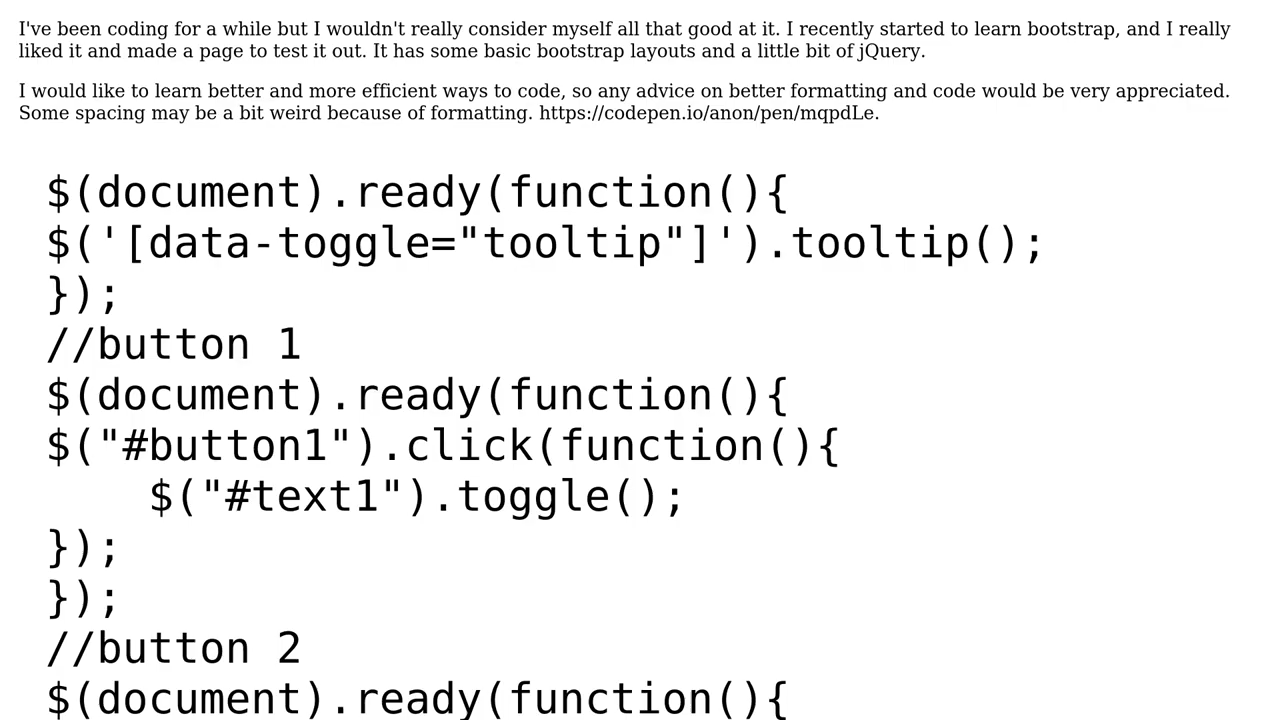 I've been coding for a while but I wouldn't really consider myself all that good at it. I recently started to learn bootstrap, and I really
liked it and made a page to test it out. It has some basic bootstrap layouts and a little bit of jQuery.
I would like to learn better and more efficient ways to code, so any advice on better formatting and code would be very appreciated.
Some spacing may be a bit weird because of formatting. https://codepen.io/anon/pen/mqpdLe.
$(document).ready(function(){
$('[data-toggle="tooltip"]').tooltip();
});
//button 1
$(document).ready(function(){
$("#button1").click(function(){
    $("#text1").toggle();
});
});
//button 2
$(document).ready(function(){